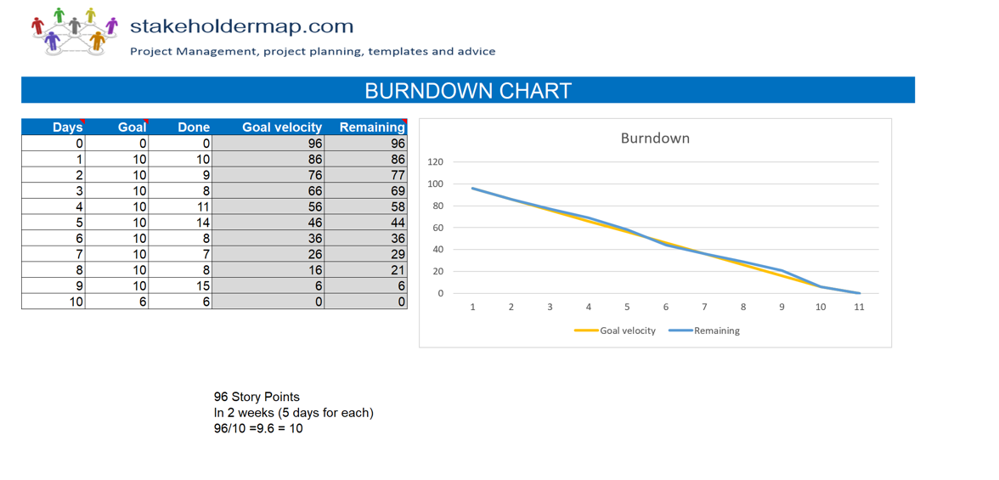 stakeholdermap.com
Project Management, project planning, templates and advice
BURNDOWN CHART
Days Goal Done Goal velocity Remaining
0 0 0 96 96
1 10 10 86 86
2 10 9 76 77
3 10 8 66 69
4 10 11 56 58
5 10 14 46 44
6 10 8 36 36
7 10 7 26 29
8 10 8 16 21
9 10 15 6 6
10 6 6 0 0
Burndown
120
100
80
60
40
20
0
1 2 3 4 5 6 7 8 9 10 11
Goal velocity Remaining
96 Story Points
In 2 weeks (5 days for each)
96/10 =9.6 = 10